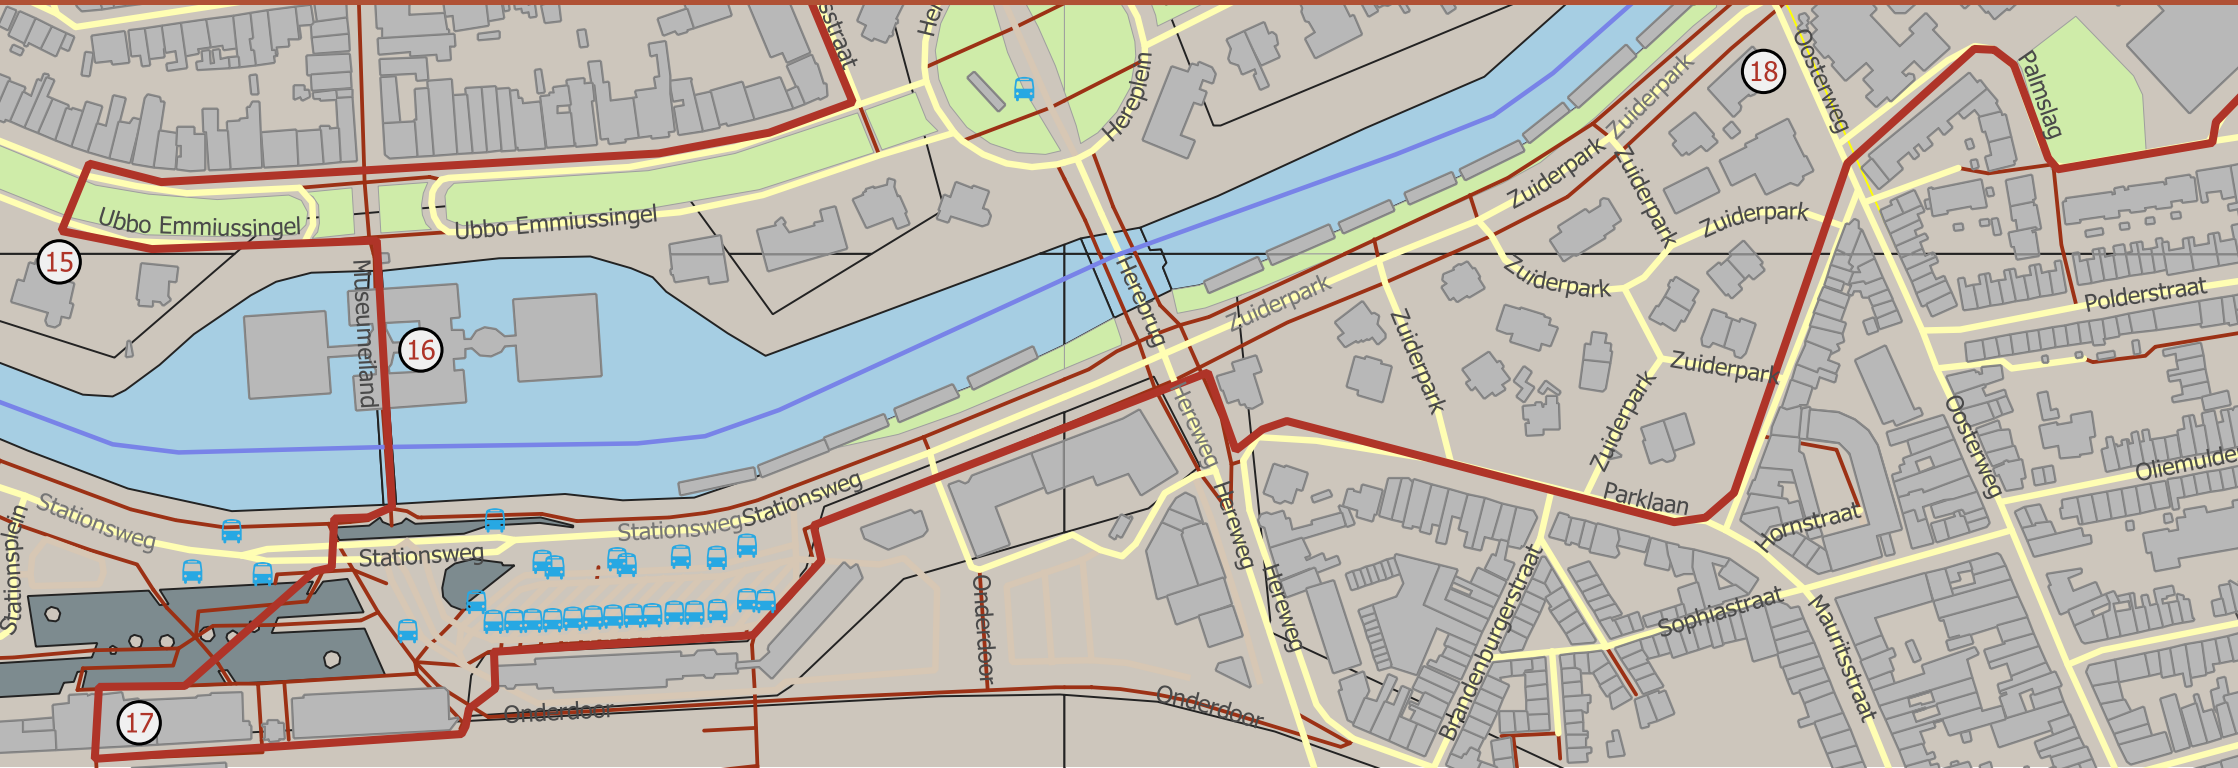 Hereplein
Oosterweg
18
Zuiderpark
Palmslag
Zuiderpark
Zuiderpark
Zuiderpark
Ubbo Emmiussingel
Ubbo Emmiussingel
15
Museumeiland
16
Herebrug
Zuiderpark
Zuiderpark
Polderstraat
Zuiderpark
Zuiderpark
Zuiderpark
Hereweg
Oosterweg
Parklaan
Stationsweg
Stationsweg
Stationsweg
Stationsweg
Stationsplein
Hereweg
Hornstraat
Hereweg
Onderdoor
Brandenburgerstraat
Sophiastraat
Mauritsstraat
17
Onderdoor
Onderdoor